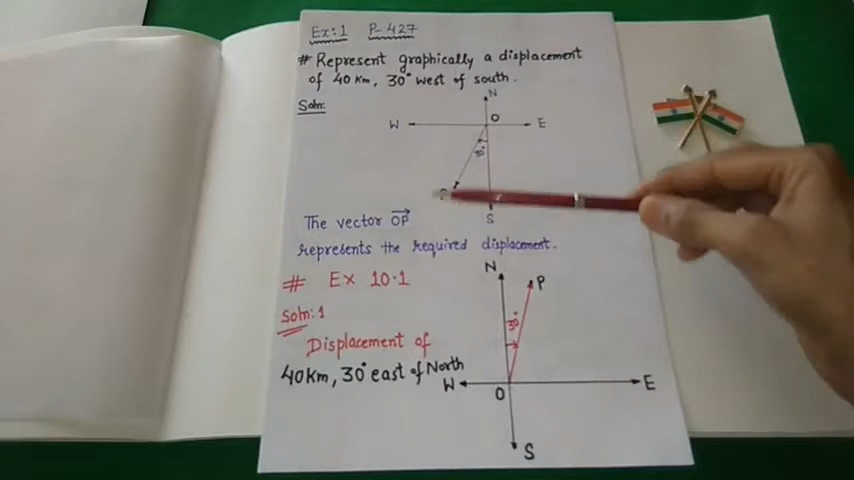 Ex:1 P-427
# Represent graphically a displacement
of 40 Km, 30° west of south.
Soln:
N
W O E
30°
S
The vector OP
represents the required displacement.
# Ex 10.1
Soln:1
N P
30°
Displacement of
40Km, 30° east of North
W E
O
S